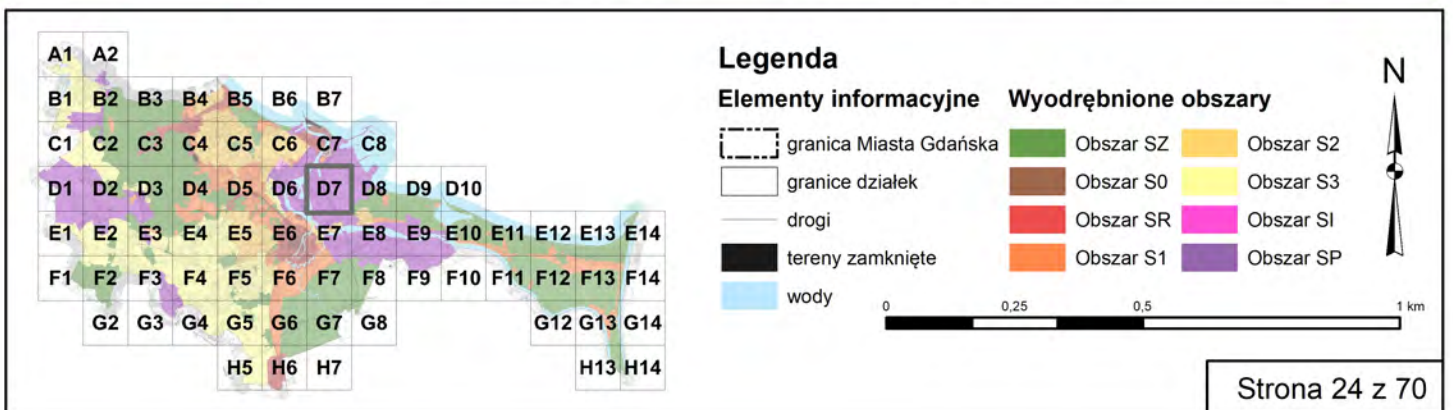 A1 A2
B1 B2 B3 B4 B5 B6 B7
C1 C2 C3 C4 C5 C6 C7 C8
D1 D2 D3 D4 D5 D6 D7 D8 D9 D10
E1 E2 E3 E4 E5 E6 E7 E8 E9 E10 E11 E12 E13 E14
F1 F2 F3 F4 F5 F6 F7 F8 F9 F10 F11 F12 F13 F14
G2 G3 G4 G5 G6 G7 G8 G12 G13 G14
H5 H6 H7 H13 H14
Legenda
Elementy informacyjne
granica Miasta Gdańska
granice działek
drogi
tereny zamknięte
wody
Wyodrębnione obszary
Obszar SZ
Obszar S0
Obszar SR
Obszar S1
Obszar S2
Obszar S3
Obszar SI
Obszar SP
N
0 0,25 0,5 1 km
Strona 24 z 70